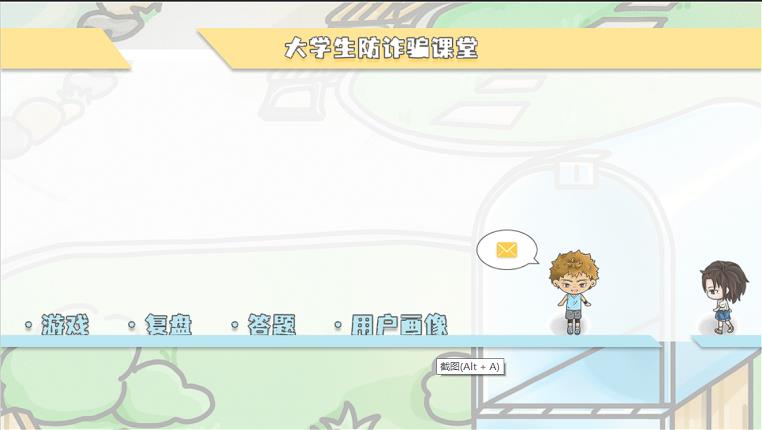 大学生防诈骗课堂
· 游戏 · 复盘 · 答题 · 用户画像
截图(Alt + A)